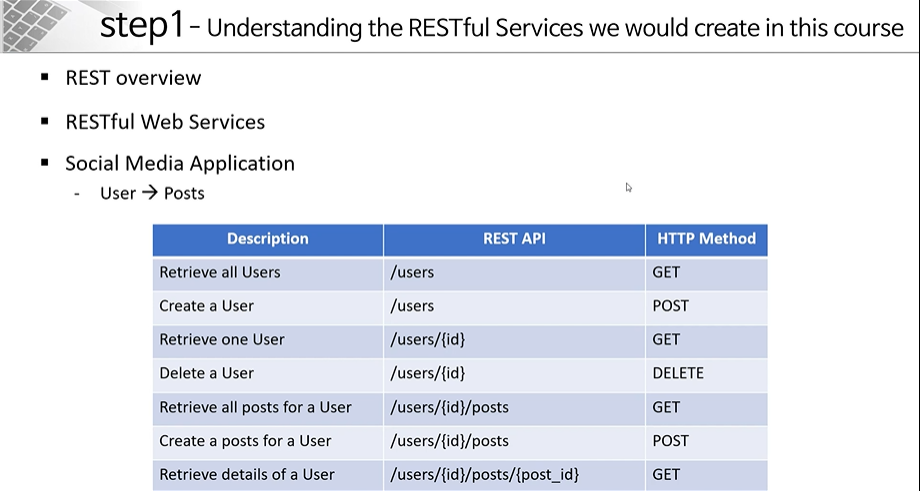 step1 – Understanding the RESTful Services we would create in this course
▪ REST overview
▪ RESTful Web Services
▪ Social Media Application
- User → Posts
Description REST API HTTP Method
Retrieve all Users /users GET
Create a User /users POST
Retrieve one User /users/{id} GET
Delete a User /users/{id} DELETE
Retrieve all posts for a User /users/{id}/posts GET
Create a posts for a User /users/{id}/posts POST
Retrieve details of a User /users/{id}/posts/{post_id} GET